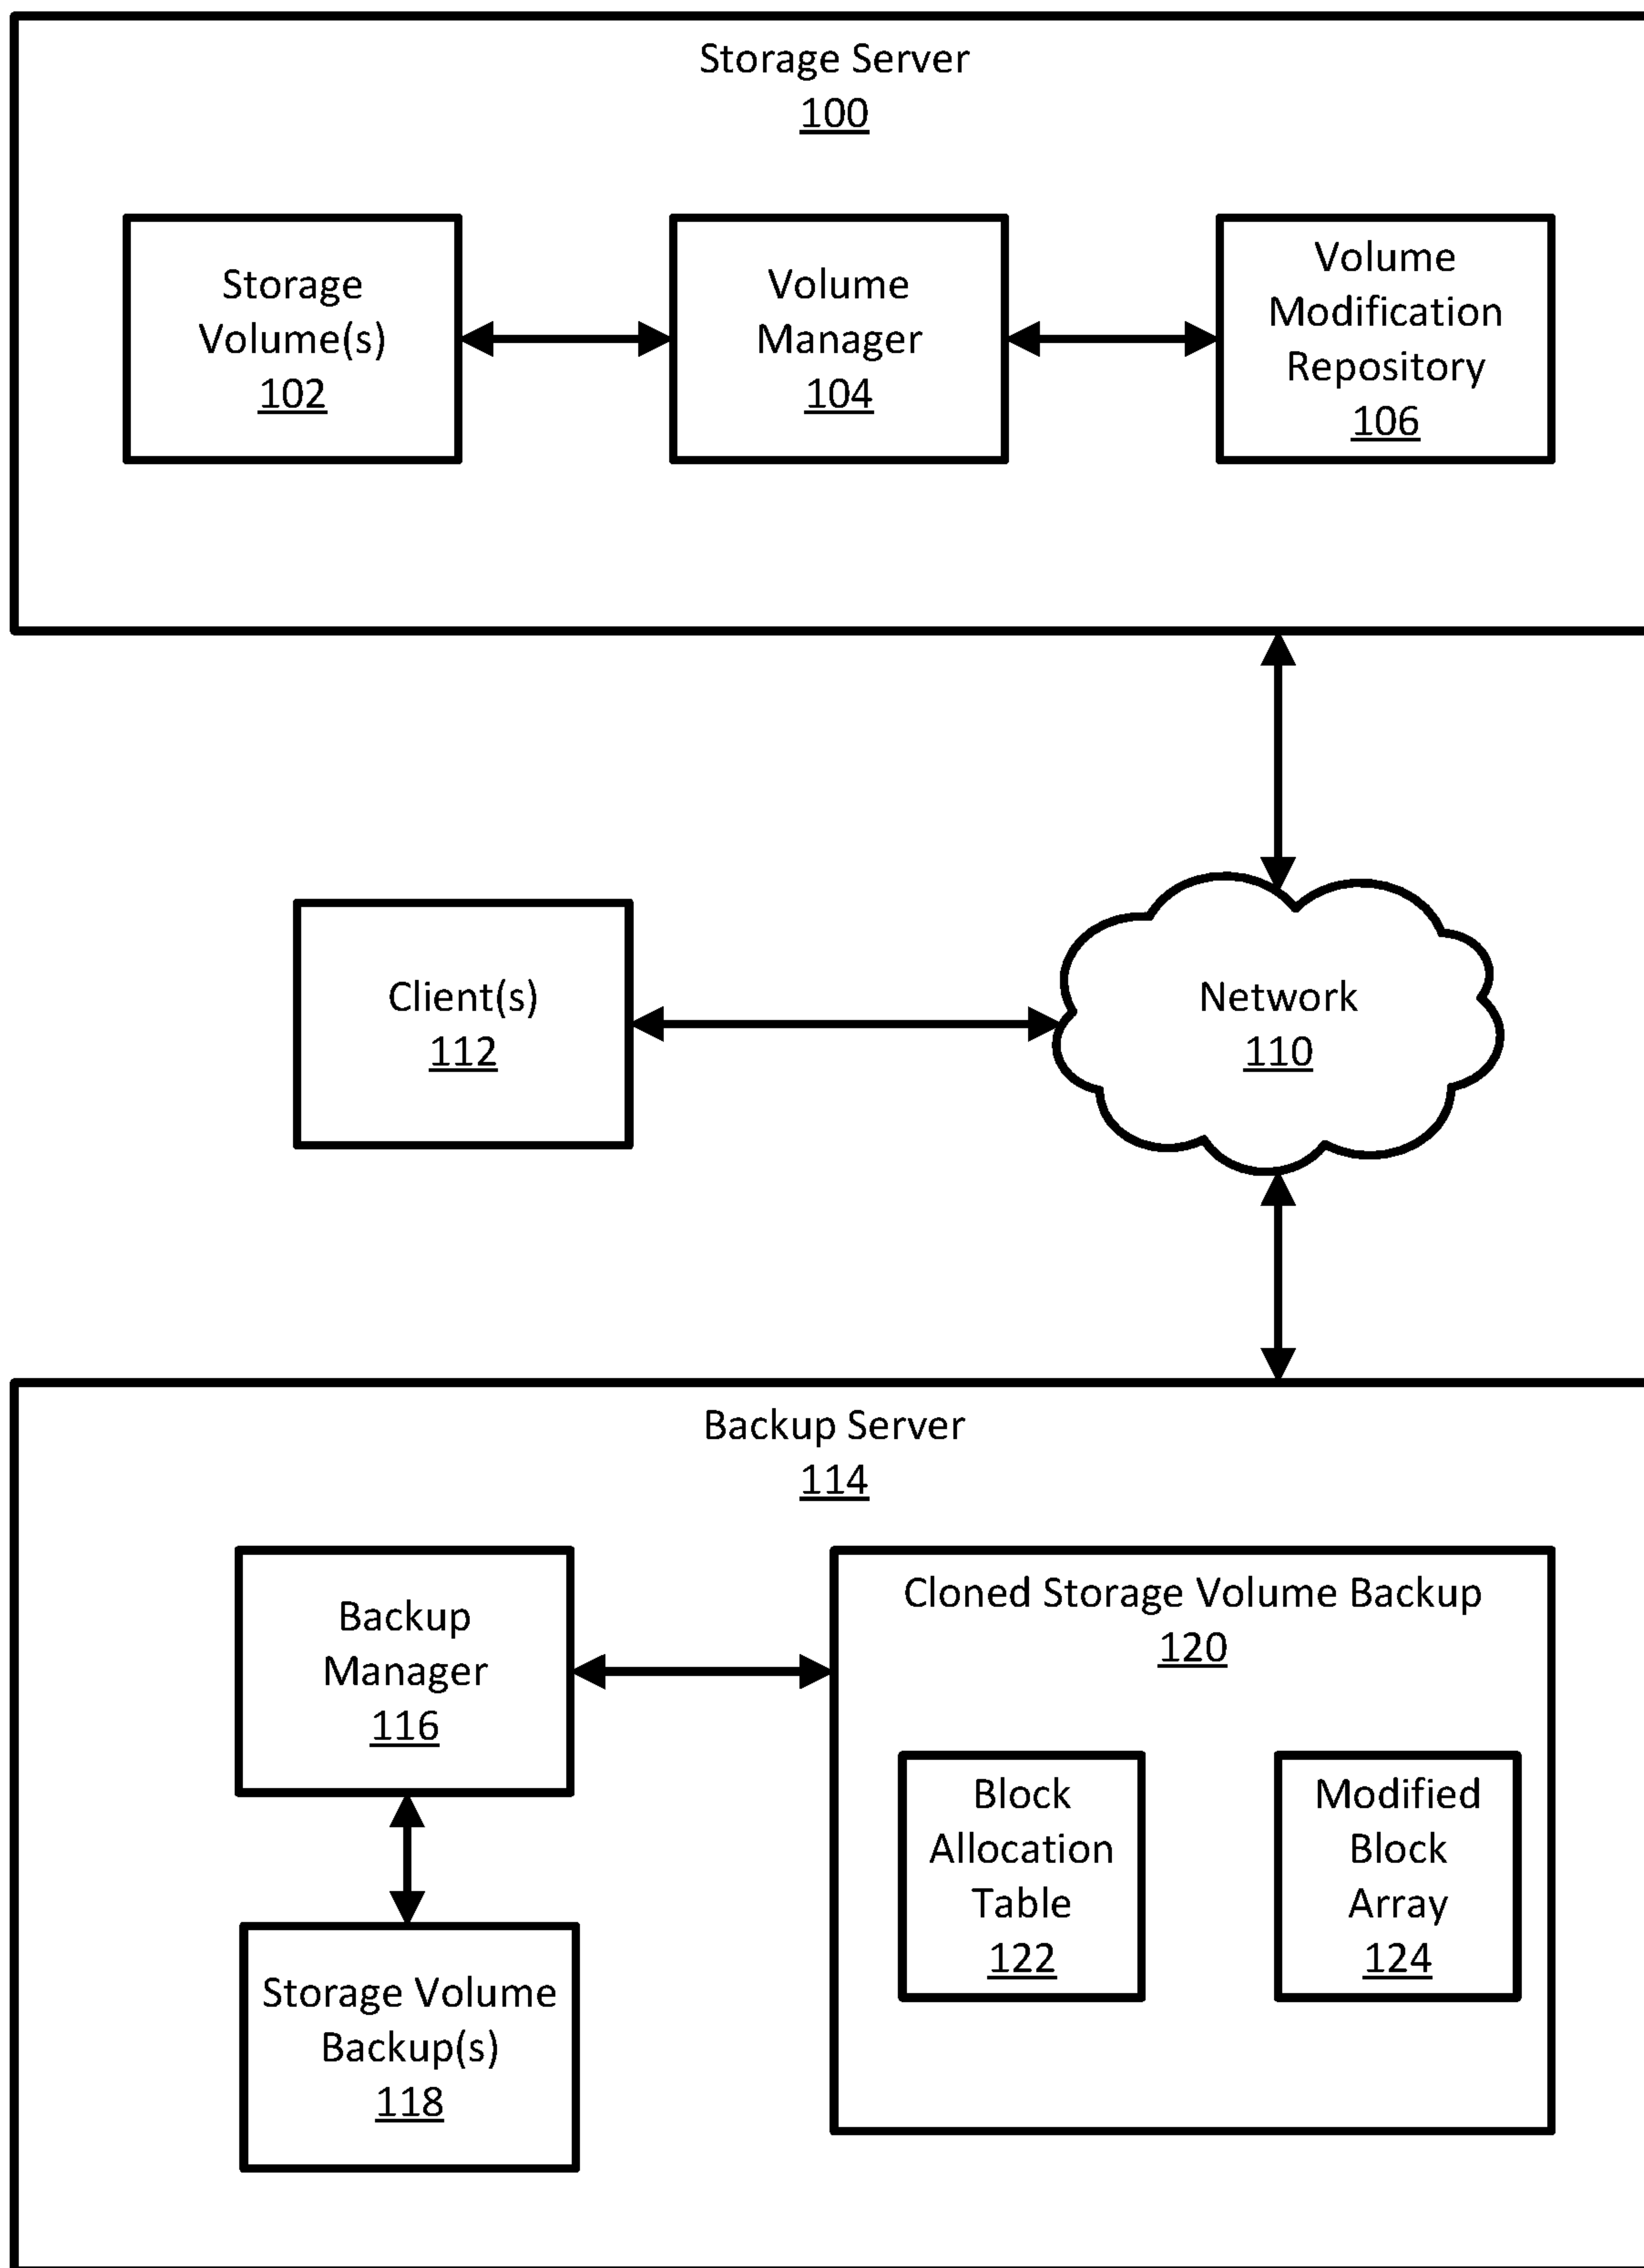 Storage Server
100
Storage
Volume(s)
102
Volume
Manager
104
Volume
Modification
Repository
106
Client(s)
112
Network
110
Backup Server
114
Backup
Manager
116
Storage Volume
Backup(s)
118
Cloned Storage Volume Backup
120
Block
Allocation
Table
122
Modified
Block
Array
124